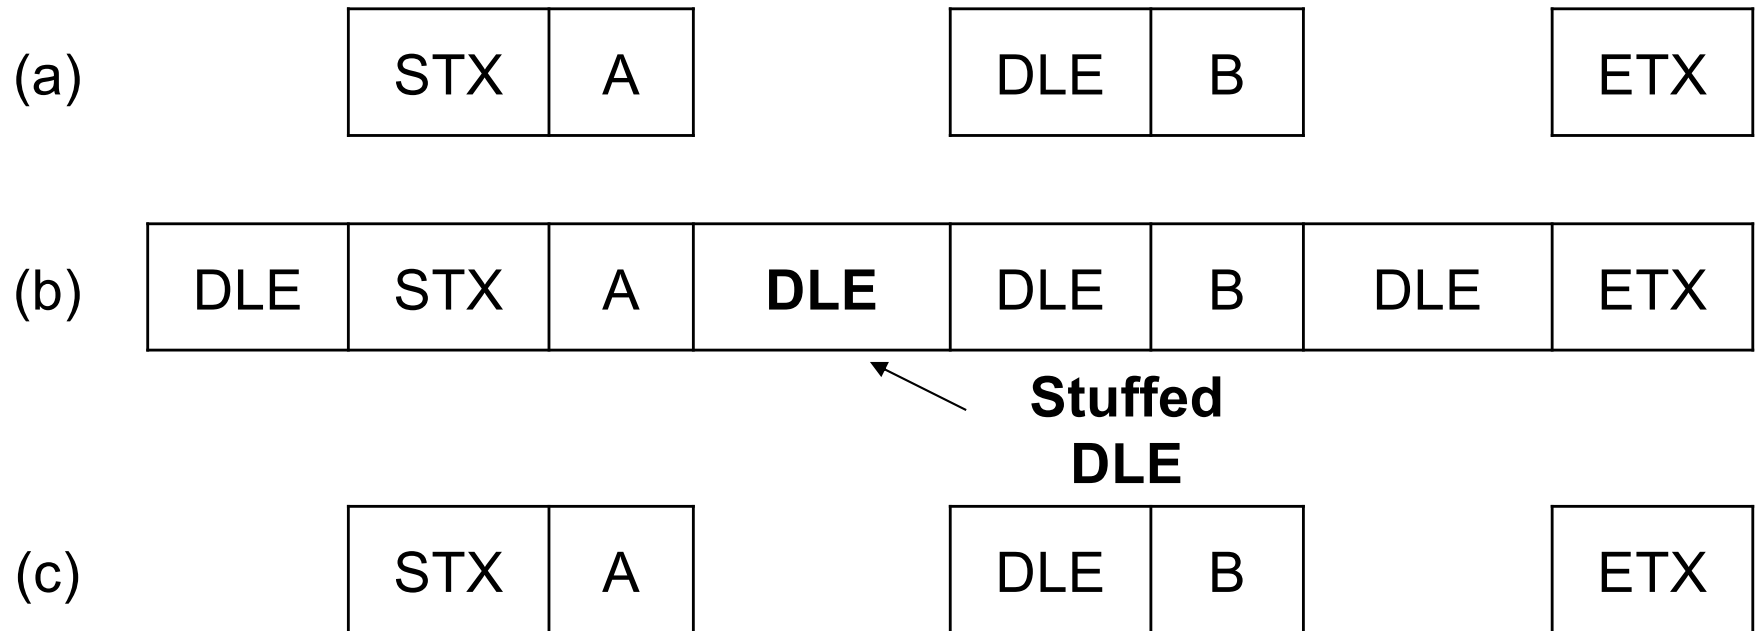 (a) STX A DLE B ETX
(b) DLE STX A DLE DLE B DLE ETX
Stuffed
DLE
(c) STX A DLE B ETX